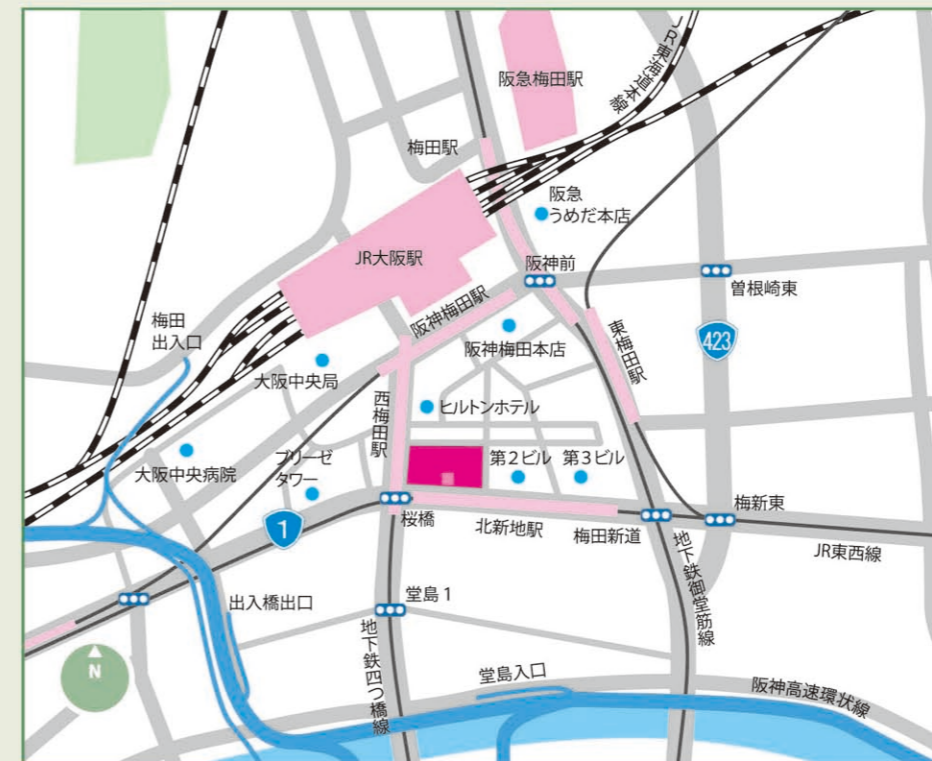 JR東海道本線
阪急梅田駅
梅田駅
阪急
うめだ本店
JR大阪駅
阪神前
曽根崎東
阪神梅田駅
梅田
出入口
423
阪神梅田本店
東梅田駅
大阪中央局
西梅田駅
ヒルトンホテル
大阪中央病院
ブリーゼ
タワー
第2ビル
第3ビル
1
桜橋
北新地駅
梅田新道
梅新東
JR東西線
地下鉄御堂筋線
出入橋出口
堂島1
地下鉄四つ橋線
N
堂島入口
阪神高速環状線